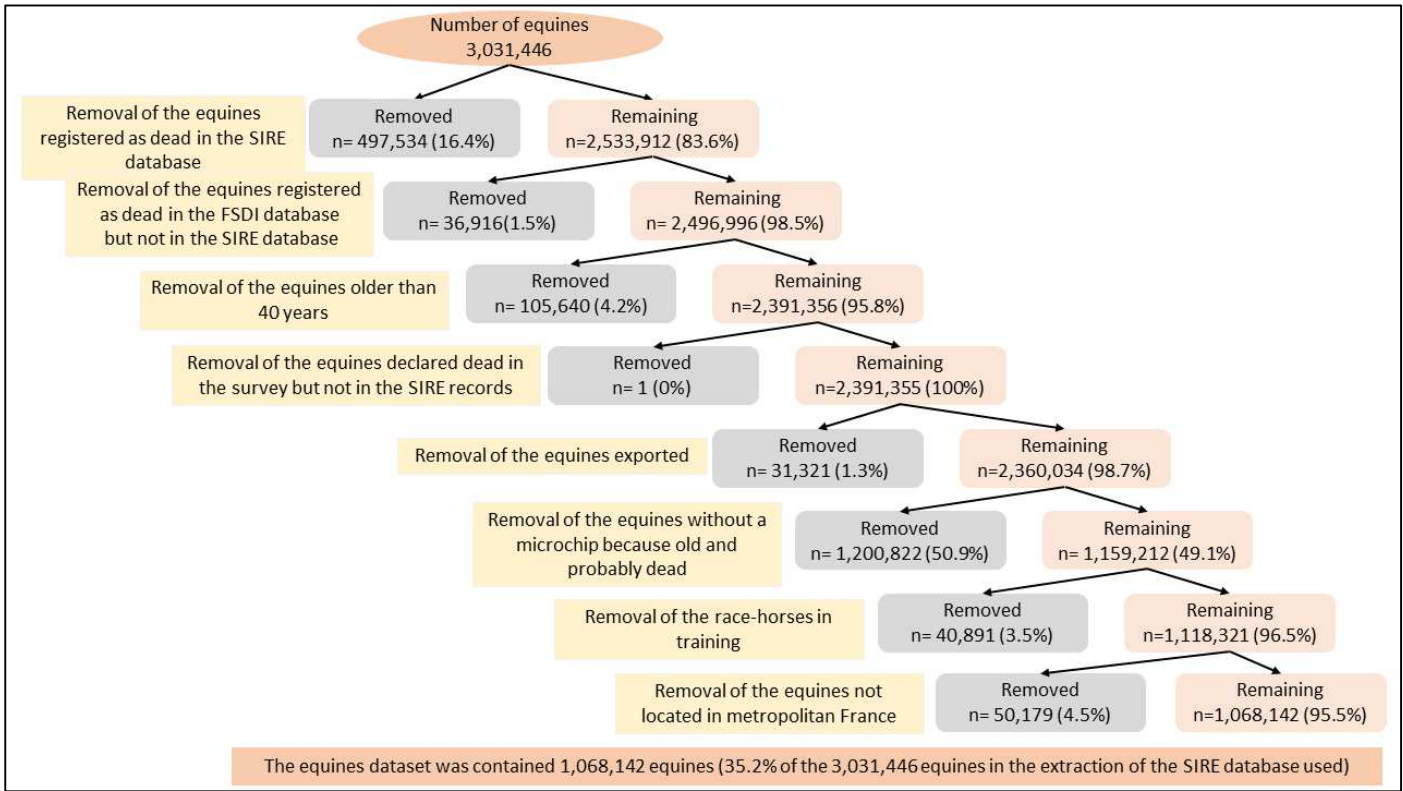 Number of equines
3,031,446
Removal of the equines
registered as dead in the SIRE
database
Removed
n= 497,534 (16.4%)
Remaining
n=2,533,912 (83.6%)
Removal of the equines registered
as dead in the FSDI database
but not in the SIRE database
Removed
n= 36,916(1.5%)
Remaining
n= 2,496,996 (98.5%)
Removal of the equines older than
40 years
Removed
n= 105,640 (4.2%)
Remaining
n=2,391,356 (95.8%)
Removal of the equines declared dead in
the survey but not in the SIRE records
Removed
n= 1 (0%)
Remaining
n=2,391,355 (100%)
Removal of the equines exported
Removed
n= 31,321 (1.3%)
Remaining
n=2,360,034 (98.7%)
Removal of the equines without a
microchip because old and
probably dead
Removed
n= 1,200,822 (50.9%)
Remaining
n= 1,159,212 (49.1%)
Removal of the race-horses in
training
Removed
n= 40,891 (3.5%)
Remaining
n=1,118,321 (96.5%)
Removal of the equines not
located in metropolitan France
Removed
n= 50,179 (4.5%)
Remaining
n=1,068,142 (95.5%)
The equines dataset was contained 1,068,142 equines (35.2% of the 3,031,446 equines in the extraction of the SIRE database used)